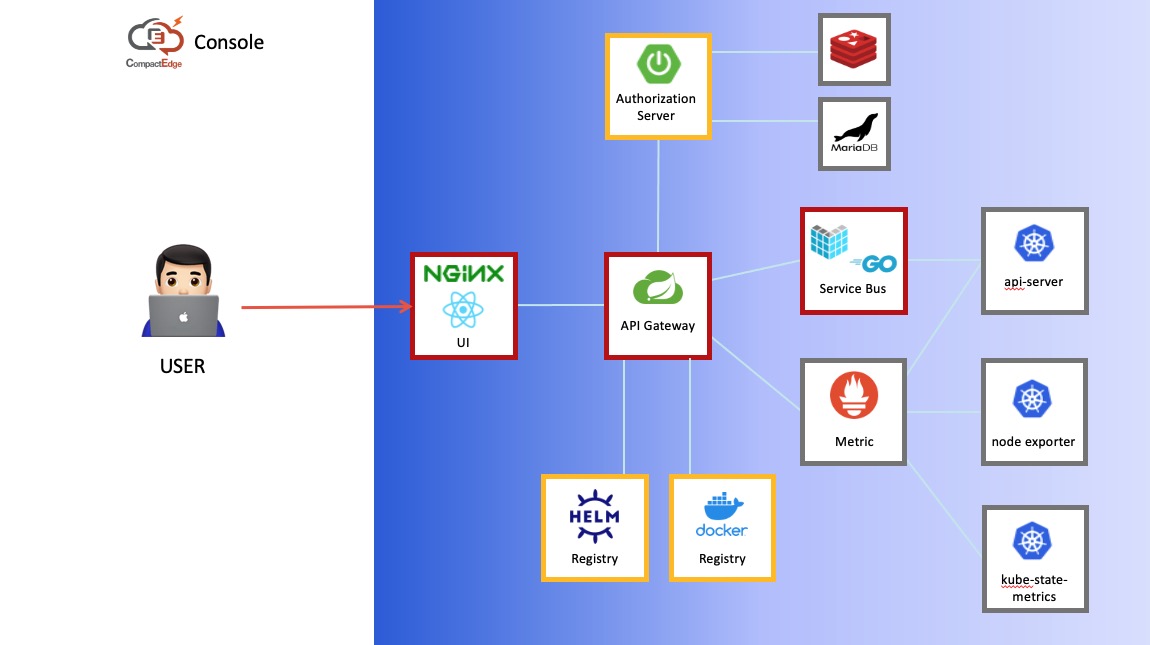 CompactEdge
Console
Authorization
Server
MariaDB
USER
NGiNX
UI
API Gateway
GO
Service Bus
api-server
Metric
node exporter
HELM
Registry
docker
Registry
kube-state-
metrics